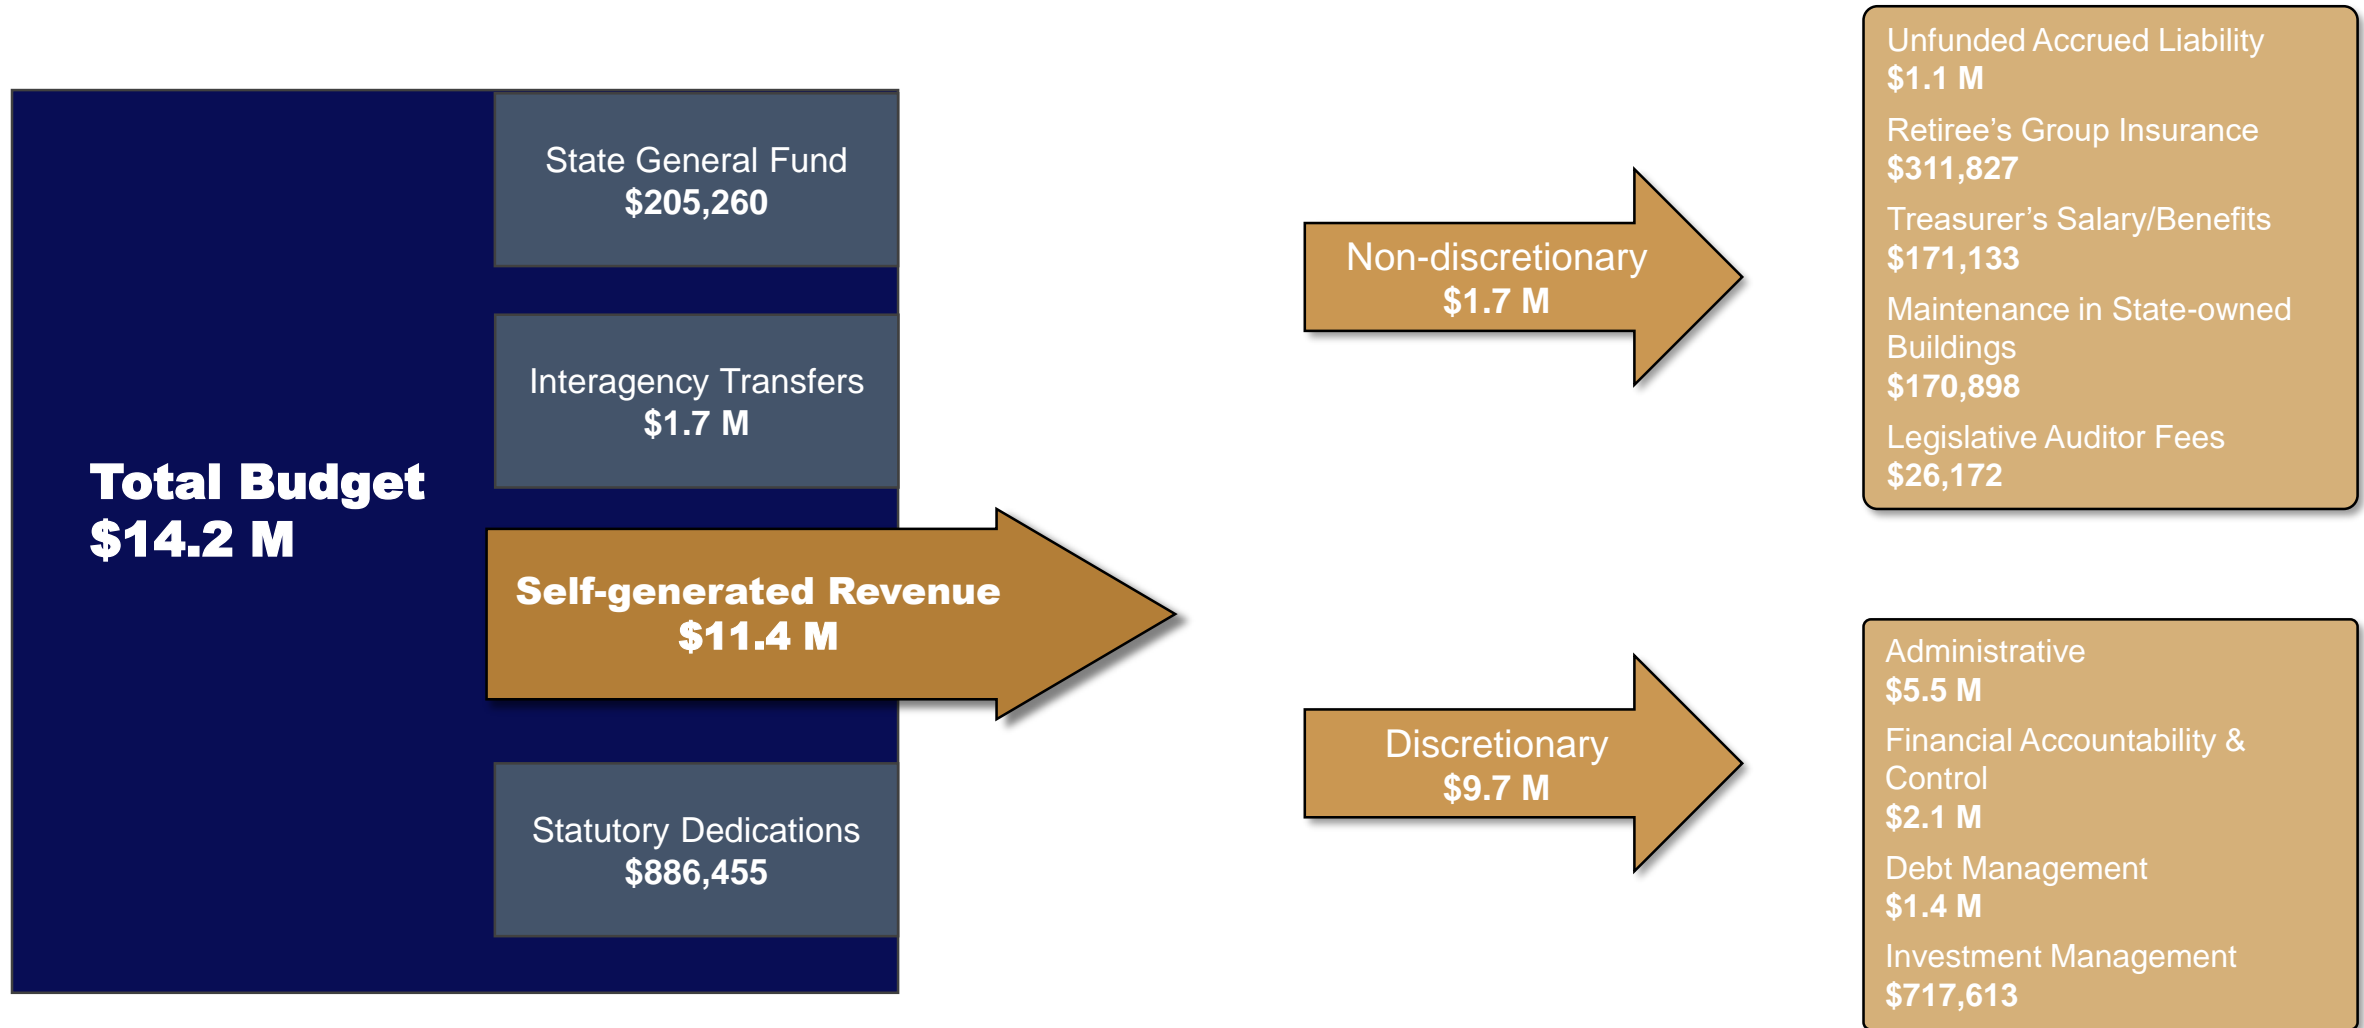 Total Budget
$14.2 M
State General Fund
$205,260
Interagency Transfers
$1.7 M
Self-generated Revenue
$11.4 M
Statutory Dedications
$886,455
Non-discretionary
$1.7 M
Discretionary
$9.7 M
Unfunded Accrued Liability
$1.1 M
Retiree’s Group Insurance
$311,827
Treasurer’s Salary/Benefits
$171,133
Maintenance in State-owned
Buildings
$170,898
Legislative Auditor Fees
$26,172
Administrative
$5.5 M
Financial Accountability &
Control
$2.1 M
Debt Management
$1.4 M
Investment Management
$717,613